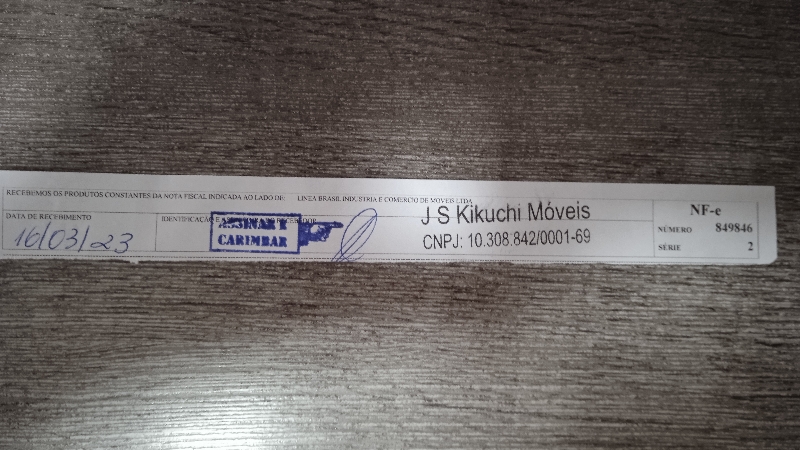 RECEBEMOS OS PRODUTOS CONSTANTES DA NOTA FISCAL INDICADA AO LADO DE: LINEA BRASIL INDUSTRIA E COMERCIO DE MOVEIS LTDA
DATA DE RECEBIMENTO
16/03/23
IDENTIFICAÇÃO E RECEBEDOR
ASSINAR Y
CARIMBAR
J S Kikuchi Móveis
CNPJ: 10.308.842/0001-69
NF-e
NÚMERO 849846
SÉRIE 2